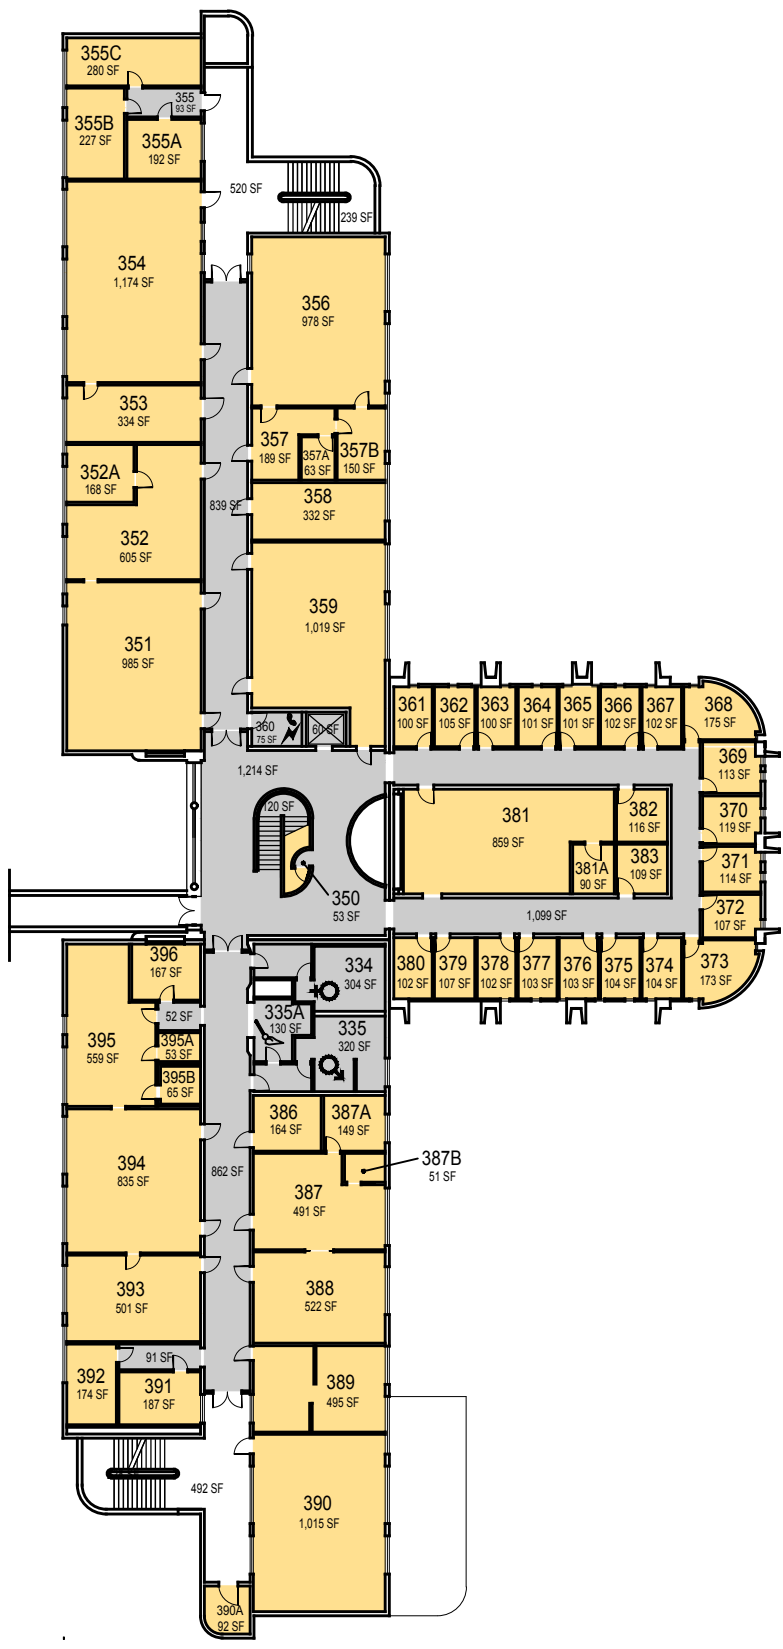 355C
280 SF
355
93 SF
355B
227 SF
355A
192 SF
520 SF
239 SF
354
1,174 SF
356
978 SF
353
334 SF
357
189 SF
357A
63 SF
357B
150 SF
352A
168 SF
839 SF
358
332 SF
352
605 SF
359
1,019 SF
351
985 SF
360
75 SF
60 SF
361
100 SF
362
105 SF
363
100 SF
364
101 SF
365
101 SF
366
102 SF
367
102 SF
368
175 SF
369
113 SF
1,214 SF
120 SF
381
859 SF
382
116 SF
370
119 SF
381A
90 SF
383
109 SF
371
114 SF
350
53 SF
1,099 SF
372
107 SF
380
102 SF
379
107 SF
378
102 SF
377
103 SF
376
103 SF
375
104 SF
374
104 SF
373
173 SF
396
167 SF
334
304 SF
52 SF
335A
130 SF
335
320 SF
395
559 SF
395A
53 SF
395B
65 SF
386
164 SF
387A
149 SF
394
835 SF
862 SF
387B
51 SF
387
491 SF
393
501 SF
388
522 SF
91 SF
392
174 SF
391
187 SF
389
495 SF
492 SF
390
1,015 SF
390A
92 SF